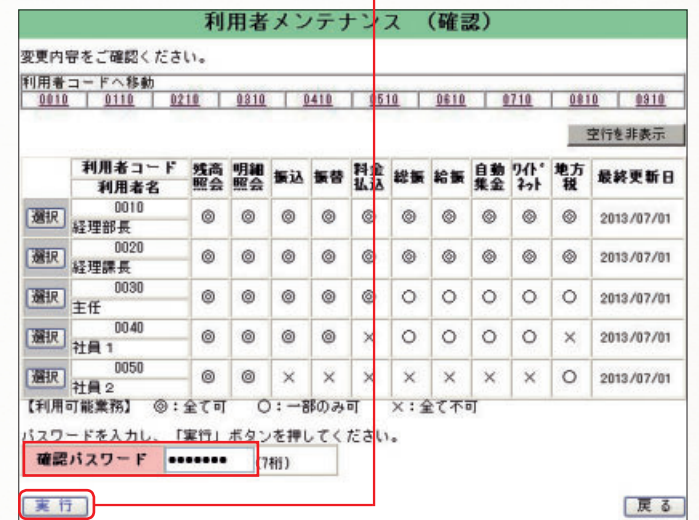 利用者メンテナンス （確認）
変更内容をご確認ください。
利用者コードへ移動
0010 0110 0210 0310 0410 0510 0610 0710 0810 0910
空行を非表示
利用者コード 利用者名 残高照会 明細照会 振込 振替 料金払込 総振 給振 自動集金 ワイドネット 地方税 最終更新日
選択 0010 経理部長 ◎ ◎ ◎ ◎ ◎ ◎ ◎ ◎ ◎ ◎ 2013/07/01
選択 0020 経理課長 ◎ ◎ ◎ ◎ ◎ ◎ ◎ ◎ ◎ ◎ 2013/07/01
選択 0030 主任 ◎ ◎ ◎ ◎ ◎ ○ ○ ○ ○ ○ 2013/07/01
選択 0040 社員1 ◎ ◎ ◎ ◎ × ○ ○ ○ ○ × 2013/07/01
選択 0050 社員2 ◎ ◎ × × × × × × × ○ 2013/07/01
【利用可能業務】 ◎：全て可 ○：一部のみ可 ×：全て不可
パスワードを入力し、「実行」ボタンを押してください。
確認パスワード ●●●●●●● (7桁)
実 行 戻 る